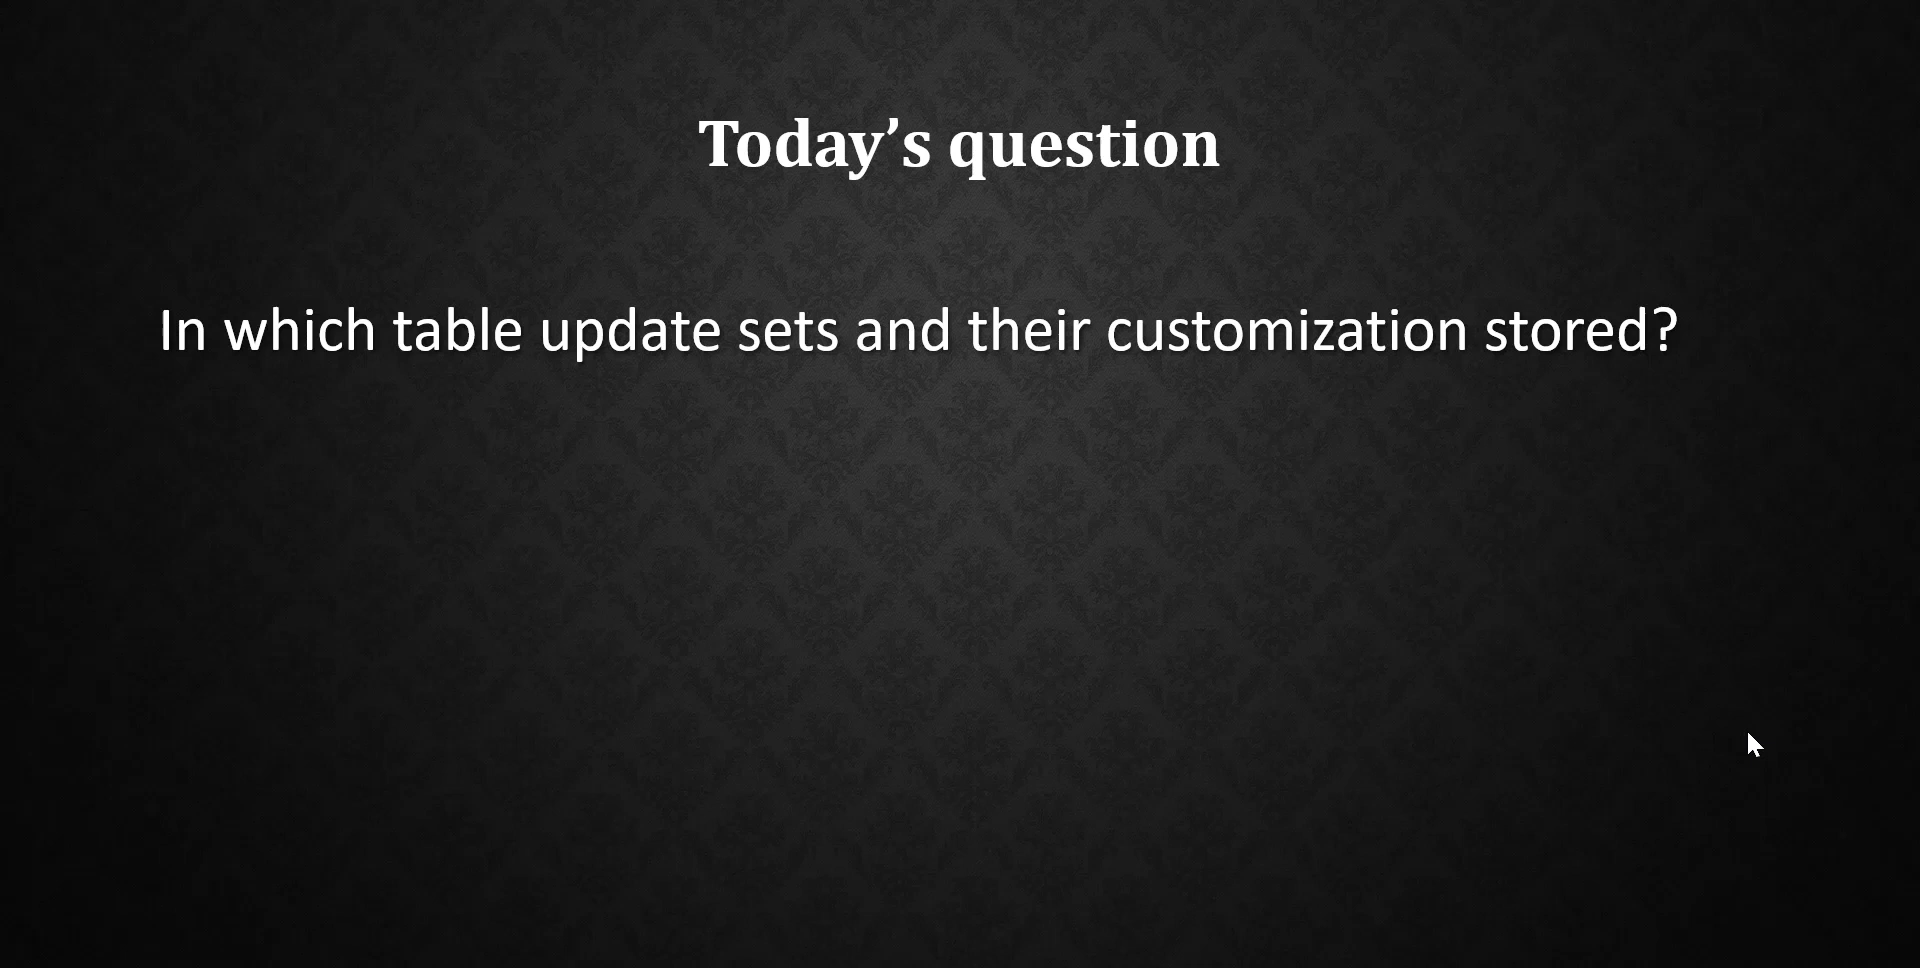 Today’s question
In which table update sets and their customization stored?